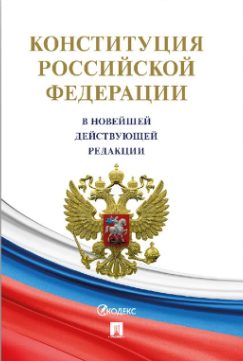 КОНСТИТУЦИЯ
РОССИЙСКОЙ
ФЕДЕРАЦИИ
В НОВЕЙШЕЙ
ДЕЙСТВУЮЩЕЙ
РЕДАКЦИИ
КОДЕКС